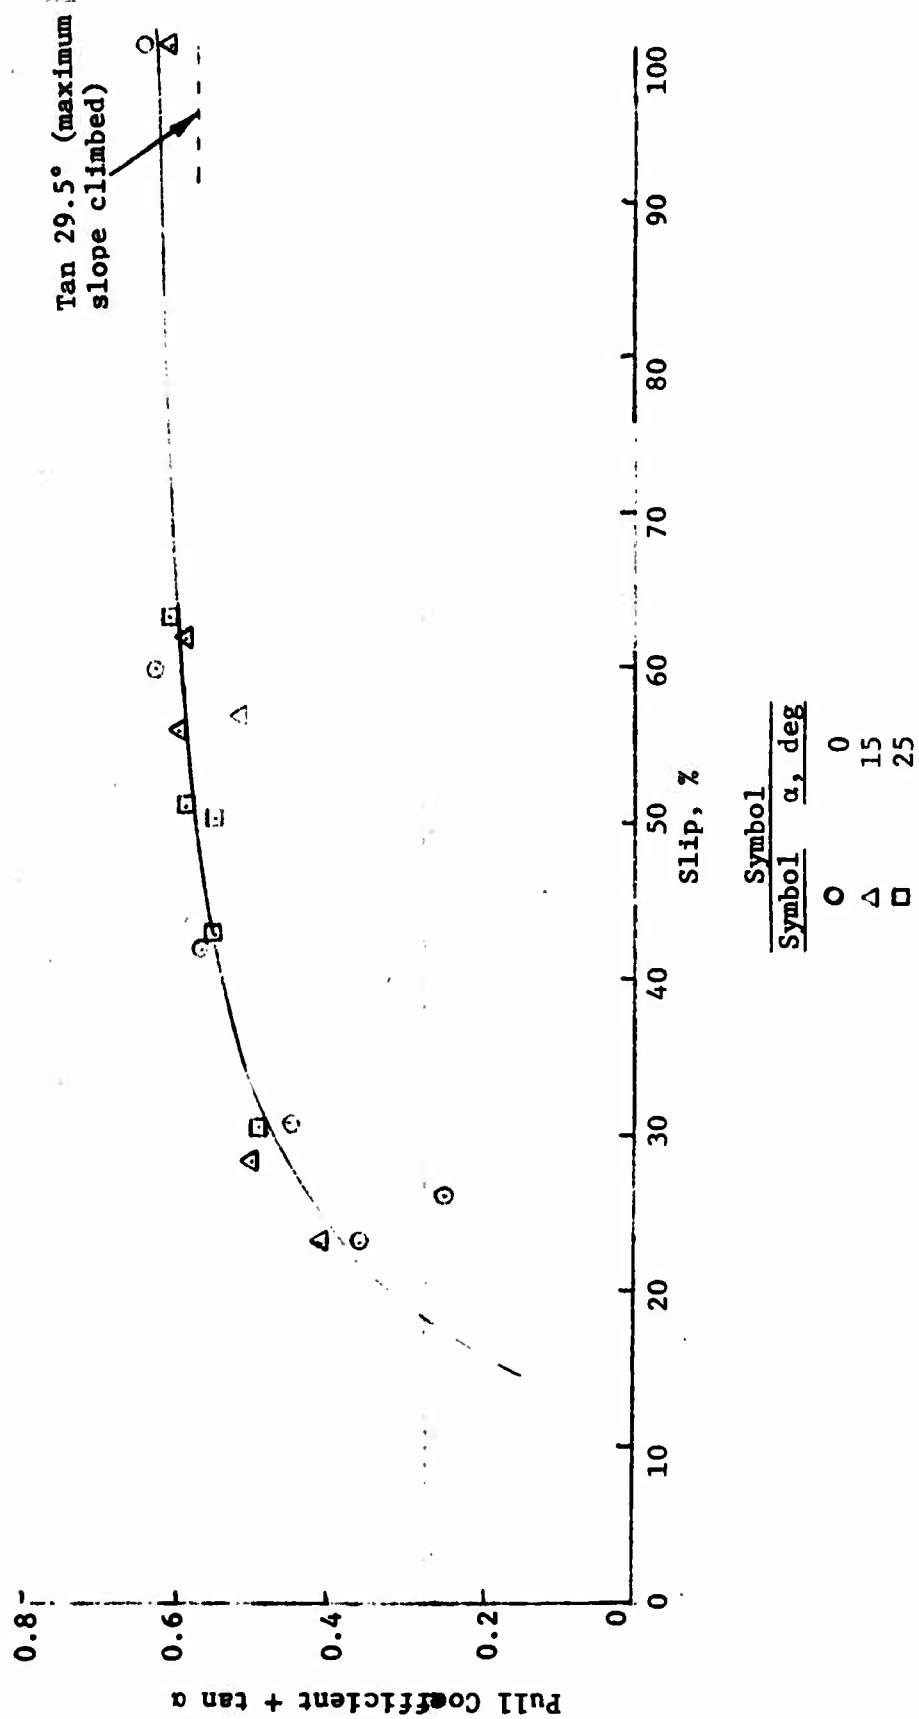 Tan 29.5° (maximum
slope climbed)
0.8
0.6
0.4
0.2
0
Pull Coefficient + tan α
0 10 20 30 40 50 60 70 80 90 100
Slip, %
Symbol
Symbol α, deg
O 0
Δ 15
□ 25